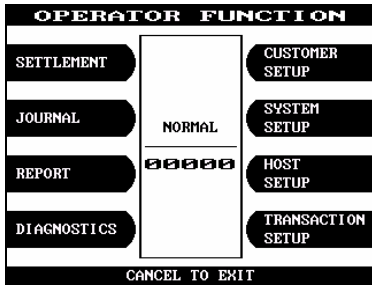 OPERATOR FUNCTION
SETTLEMENT
JOURNAL
REPORT
DIAGNOSTICS
NORMAL
00000
CUSTOMER
SETUP
SYSTEM
SETUP
HOST
SETUP
TRANSACTION
SETUP
CANCEL TO EXIT